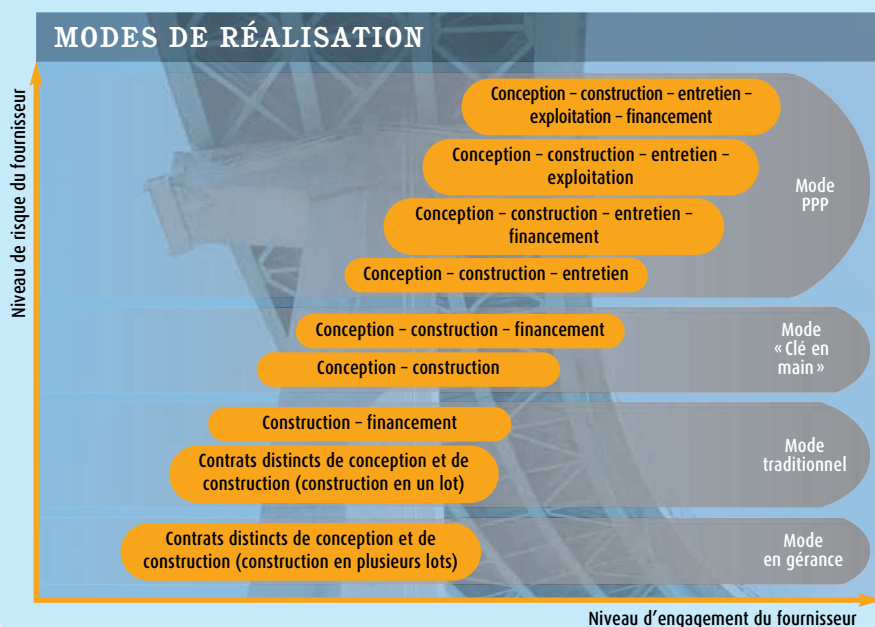 MODES DE RÉALISATION
Niveau de risque du fournisseur
Conception – construction – entretien –
exploitation – financement
Conception – construction – entretien –
exploitation
Conception – construction – entretien –
financement
Conception – construction – entretien
Mode
PPP
Conception – construction – financement
Conception – construction
Mode
« Clé en
main »
Construction – financement
Contrats distincts de conception et de
construction (construction en un lot)
Mode
traditionnel
Contrats distincts de conception et de
construction (construction en plusieurs lots)
Mode
en gérance
Niveau d'engagement du fournisseur